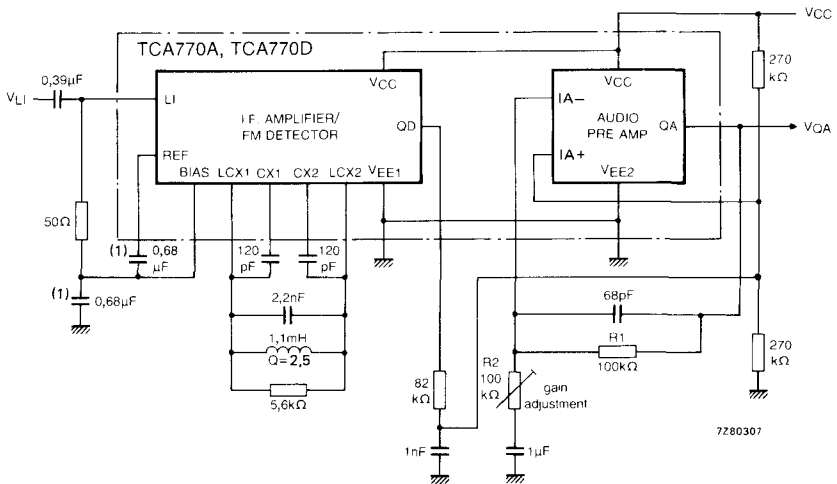 TCA770A, TCA770D
VCC
0,39µF
VLI
LI
VCC
I.F. AMPLIFIER/
FM DETECTOR
QD
REF
BIAS LCX1 CX1 CX2 LCX2 VEE1
VCC
IA−
AUDIO
PRE AMP
QA
IA+
VEE2
270
kΩ
VQA
50Ω
(1)
0,68
µF
(1)
0,68µF
120
pF
120
pF
2,2nF
1,1mH
Q=2,5
5,6kΩ
82
kΩ
1nF
68pF
R1
100kΩ
R2
100
kΩ
gain
adjustment
1µF
270
kΩ
7Z80307